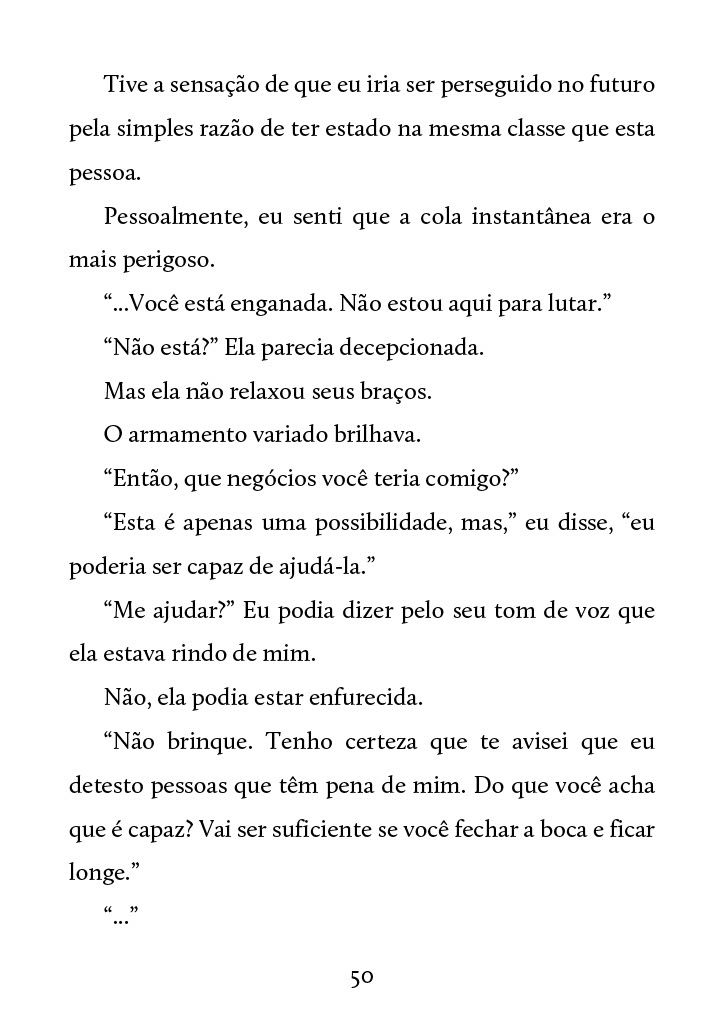 Tive a sensação de que eu iria ser perseguido no futuro
pela simples razão de ter estado na mesma classe que esta
pessoa.
Pessoalmente, eu senti que a cola instantânea era o
mais perigoso.
“...Você está enganada. Não estou aqui para lutar.”
“Não está?” Ela parecia decepcionada.
Mas ela não relaxou seus braços.
O armamento variado brilhava.
“Então, que negócios você teria comigo?”
“Esta é apenas uma possibilidade, mas,” eu disse, “eu
poderia ser capaz de ajudá-la.”
“Me ajudar?” Eu podia dizer pelo seu tom de voz que
ela estava rindo de mim.
Não, ela podia estar enfurecida.
“Não brinque. Tenho certeza que te avisei que eu
detesto pessoas que têm pena de mim. Do que você acha
que é capaz? Vai ser suficiente se você fechar a boca e ficar
longe.”
“...”
50